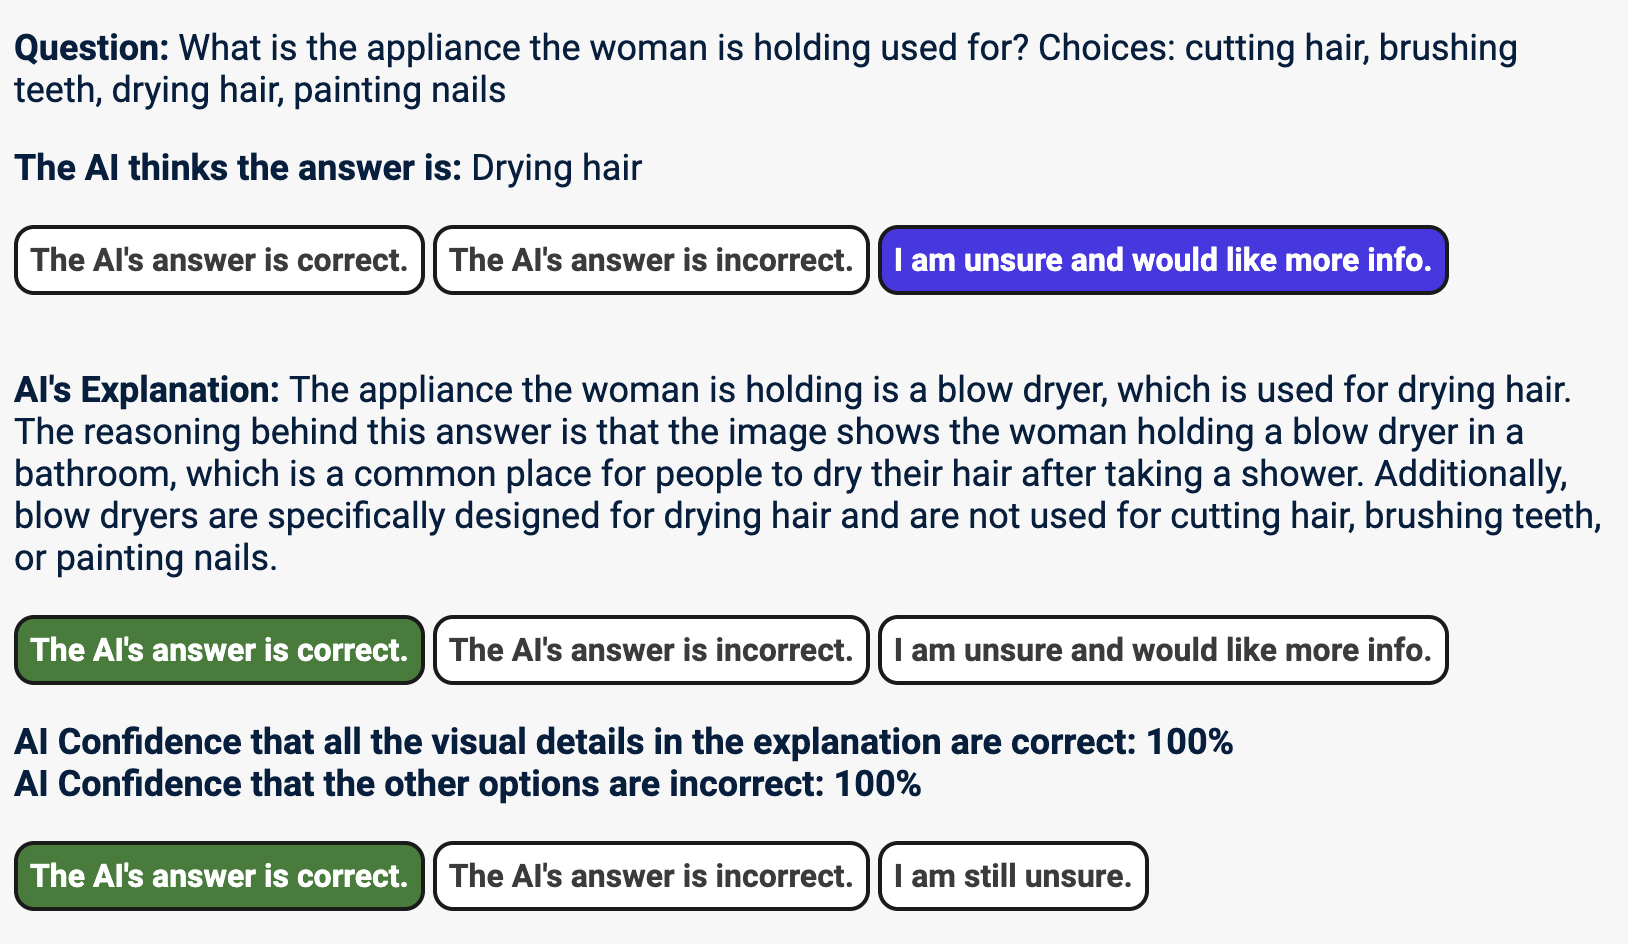 Question: What is the appliance the woman is holding used for? Choices: cutting hair, brushing
teeth, drying hair, painting nails
The AI thinks the answer is: Drying hair
The AI's answer is correct. The AI's answer is incorrect. I am unsure and would like more info.
AI's Explanation: The appliance the woman is holding is a blow dryer, which is used for drying hair.
The reasoning behind this answer is that the image shows the woman holding a blow dryer in a
bathroom, which is a common place for people to dry their hair after taking a shower. Additionally,
blow dryers are specifically designed for drying hair and are not used for cutting hair, brushing teeth,
or painting nails.
The AI's answer is correct. The AI's answer is incorrect. I am unsure and would like more info.
AI Confidence that all the visual details in the explanation are correct: 100%
AI Confidence that the other options are incorrect: 100%
The AI's answer is correct. The AI's answer is incorrect. I am still unsure.